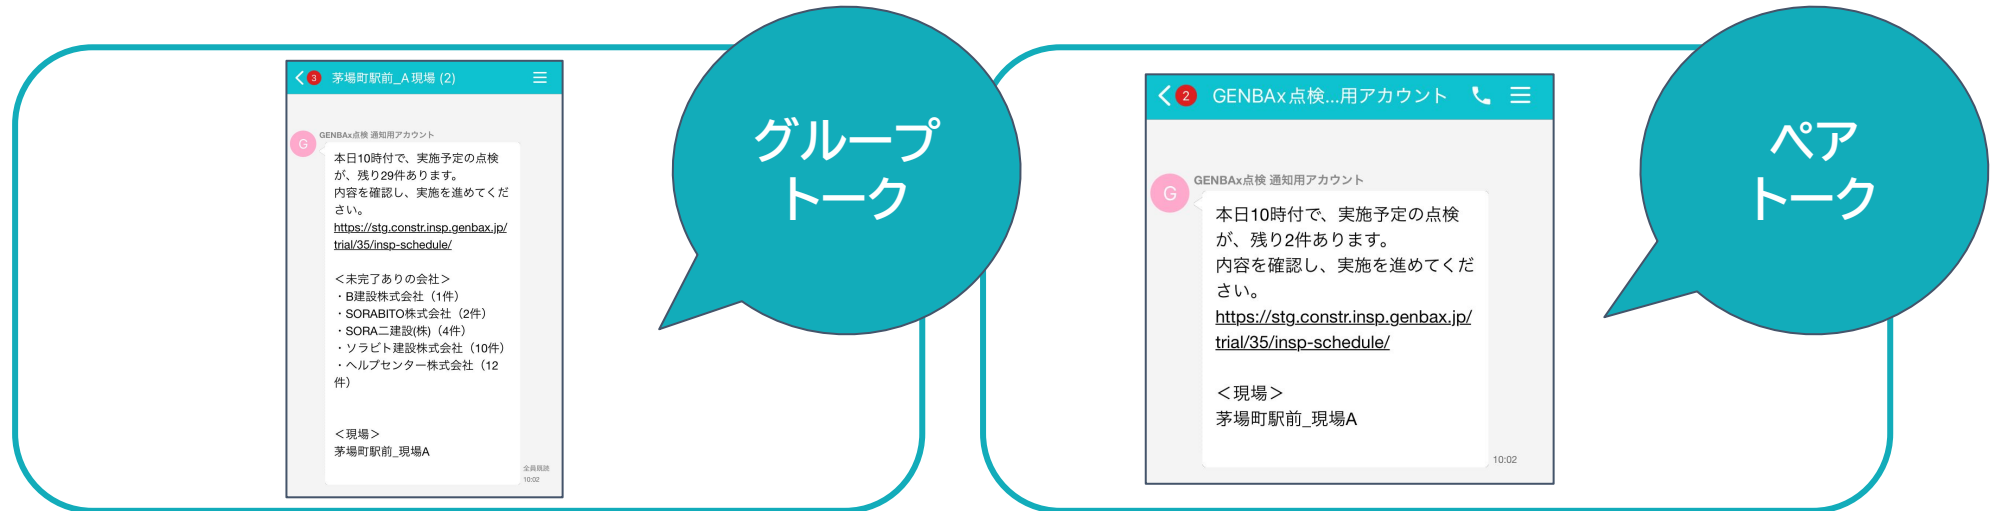 3 茅場町駅前_A現場 (2)
G
GENBAx点検 通知用アカウント
本日10時付で、実施予定の点検
が、残り29件あります。
内容を確認し、実施を進めてくだ
さい。
https://stg.constr.insp.genbax.jp/
trial/35/insp-schedule/
＜未完了ありの会社＞
・B建設株式会社（1件）
・SORABITO株式会社（2件）
・SORA二建設(株)（4件）
・ソラビト建設株式会社（10件）
・ヘルプセンター株式会社（12
件）
＜現場＞
茅場町駅前_現場A
全員既読
10:02
グループ
トーク
2 GENBAx点検...用アカウント
G
GENBAx点検 通知用アカウント
本日10時付で、実施予定の点検
が、残り2件あります。
内容を確認し、実施を進めてくだ
さい。
https://stg.constr.insp.genbax.jp/
trial/35/insp-schedule/
＜現場＞
茅場町駅前_現場A
10:02
ペア
トーク